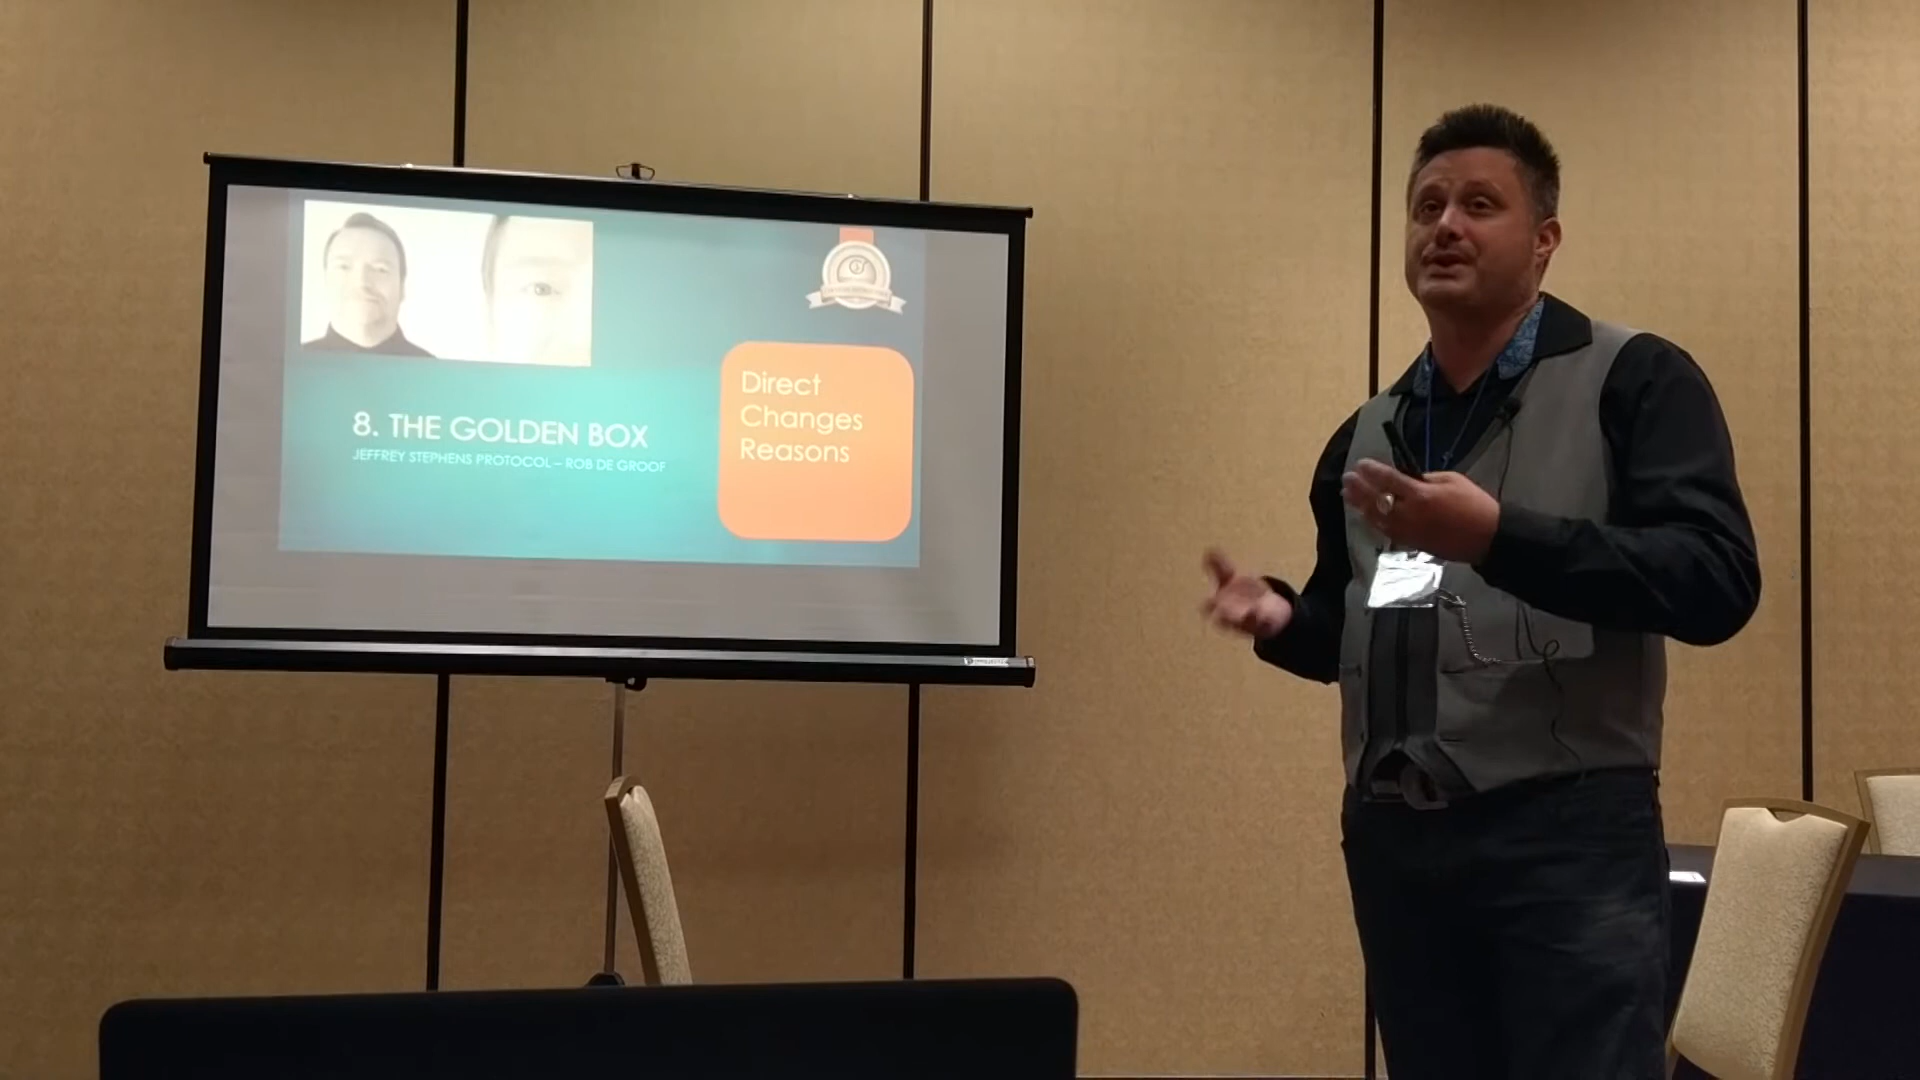 8. THE GOLDEN BOX
JEFFREY STEPHENS PROTOCOL – ROB DE GROOF
Direct
Changes
Reasons